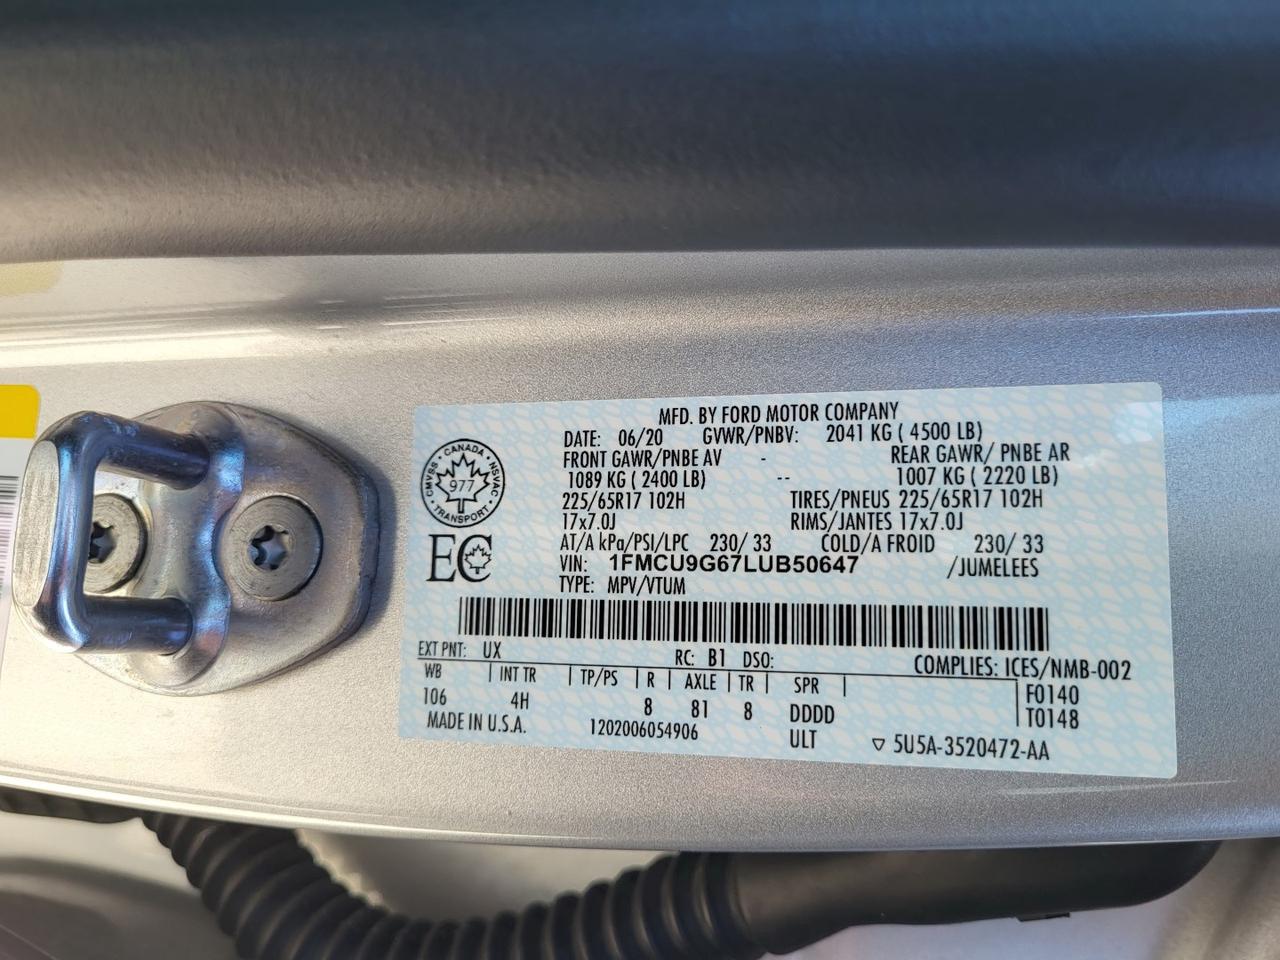 MFD. BY FORD MOTOR COMPANY
DATE: 06/20 GVWR/PNBV: 2041 KG ( 4500 LB)
FRONT GAWR/PNBE AV - REAR GAWR/ PNBE AR
1089 KG ( 2400 LB) -- 1007 KG ( 2220 LB)
225/65R17 102H TIRES/PNEUS 225/65R17 102H
17x7.0J RIMS/JANTES 17x7.0J
AT/A kPa/PSI/LPC 230/ 33 COLD/A FROID 230/ 33
VIN: 1FMCU9G67LUB50647 /JUMELEES
TYPE: MPV/VTUM
CANADA
CMVSS · NSVAC
977
TRANSPORT
EC
EXT PNT: UX RC: B1 DSO: COMPLIES: ICES/NMB-002
WB | INT TR | TP/PS | R | AXLE | TR | SPR | F0140
106 4H 8 81 8 DDDD T0148
MADE IN U.S.A. 1202006054906 ULT ▽ 5U5A-3520472-AA